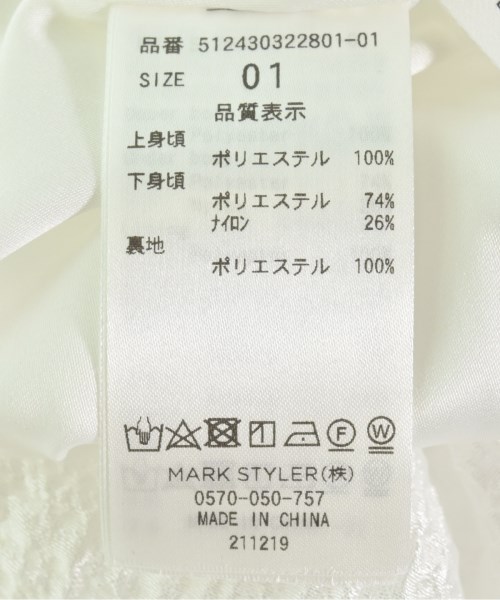 品番 512430322801-01
SIZE 01
品質表示
上身頃
ポリエステル 100%
下身頃
ポリエステル 74%
ナイロン 26%
裏地
ポリエステル 100%
F W
MARK STYLER(株)
0570-050-757
MADE IN CHINA
211219